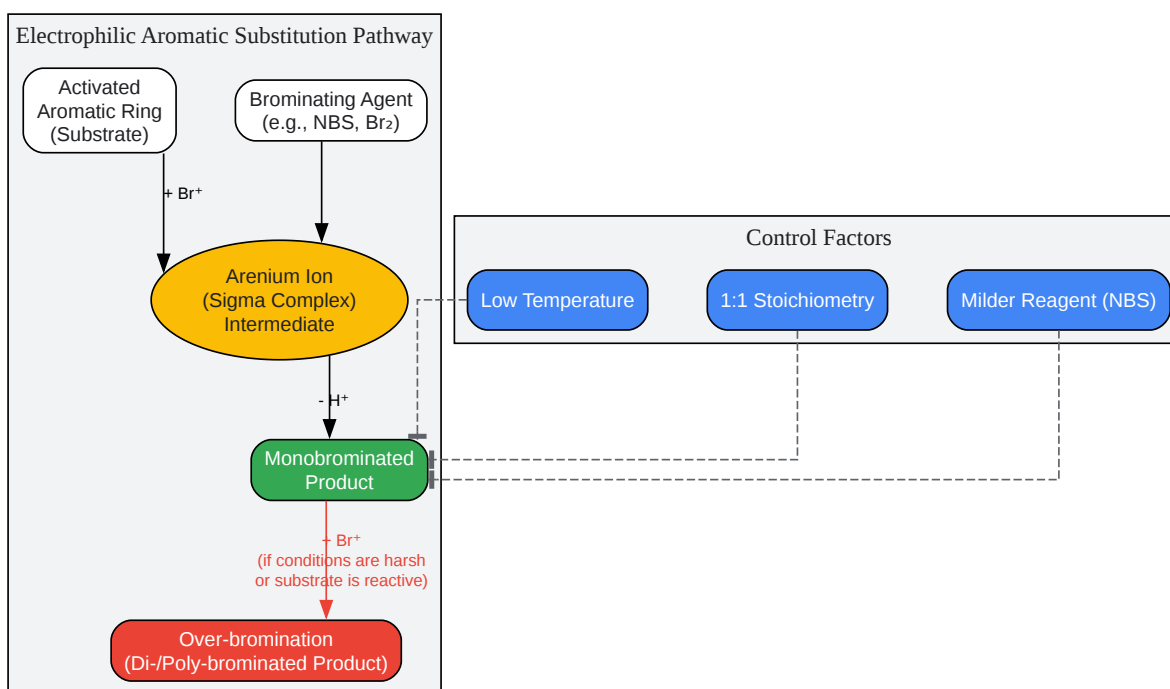 Electrophilic Aromatic Substitution Pathway
Activated
Aromatic Ring
(Substrate)
Brominating Agent
(e.g., NBS, Br₂)
+ Br⁺
Arenium Ion
(Sigma Complex)
Intermediate
- H⁺
Monobrominated
Product
+ Br⁺
(if conditions are harsh
or substrate is reactive)
Over-bromination
(Di-/Poly-brominated Product)
Control Factors
Low Temperature
1:1 Stoichiometry
Milder Reagent (NBS)